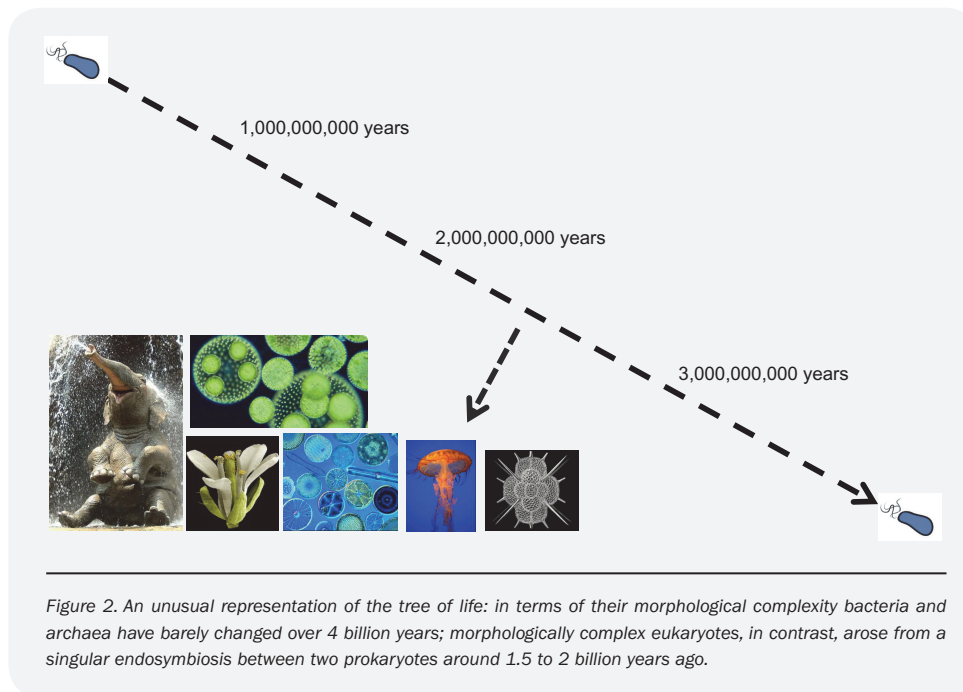 1,000,000,000 years
2,000,000,000 years
3,000,000,000 years
Figure 2. An unusual representation of the tree of life: in terms of their morphological complexity bacteria and
archaea have barely changed over 4 billion years; morphologically complex eukaryotes, in contrast, arose from a
singular endosymbiosis between two prokaryotes around 1.5 to 2 billion years ago.